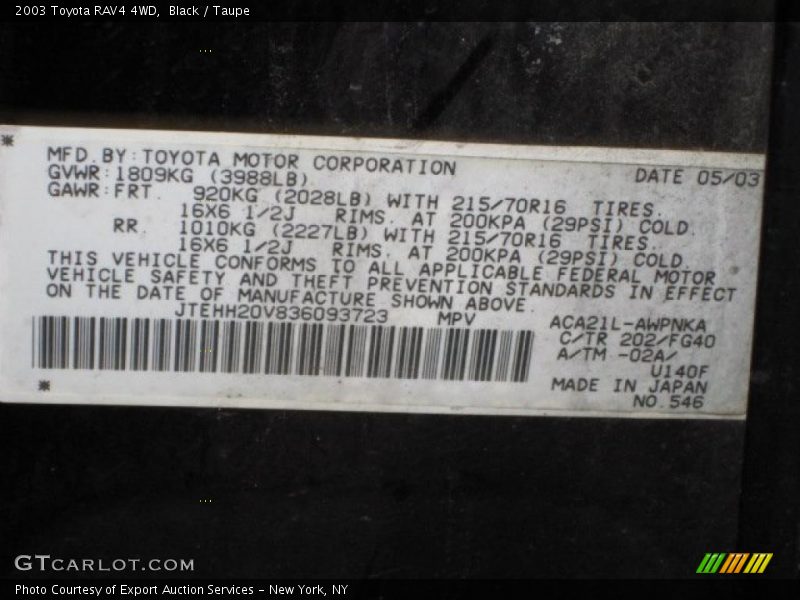 2003 Toyota RAV4 4WD,  Black / Taupe
MFD.BY:TOYOTA MOTOR CORPORATION DATE 05/03
GVWR:1809KG (3988LB)
GAWR:FRT. 920KG (2028LB) WITH 215/70R16 TIRES.
16X6 1/2J RIMS. AT 200KPA (29PSI) COLD.
RR. 1010KG (2227LB) WITH 215/70R16 TIRES.
16X6 1/2J RIMS. AT 200KPA (29PSI) COLD.
THIS VEHICLE CONFORMS TO ALL APPLICABLE FEDERAL MOTOR
VEHICLE SAFETY AND THEFT PREVENTION STANDARDS IN EFFECT
ON THE DATE OF MANUFACTURE SHOWN ABOVE.
JTEHH20V836093723 MPV
ACA21L-AWPNKA
C/TR 202/FG40
A/TM -02A/
U140F
MADE IN JAPAN
NO.546
GTCARLOT.COM
Photo Courtesy of Export Auction Services - New York, NY